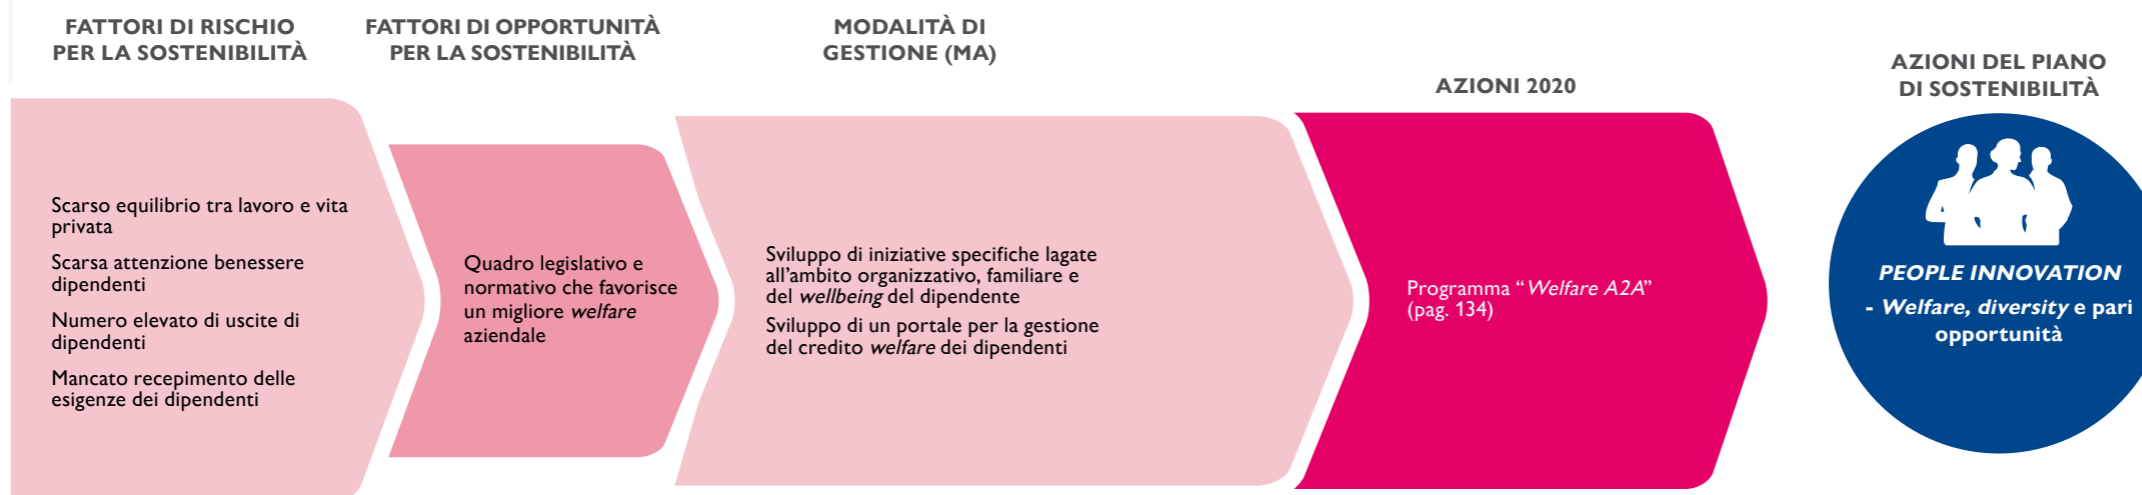 FATTORI DI RISCHIO
PER LA SOSTENIBILITÀ
FATTORI DI OPPORTUNITÀ
PER LA SOSTENIBILITÀ
MODALITÀ DI
GESTIONE (MA)
AZIONI 2020
AZIONI DEL PIANO
DI SOSTENIBILITÀ
Scarso equilibrio tra lavoro e vita
privata
Scarsa attenzione benessere
dipendenti
Numero elevato di uscite di
dipendenti
Mancato recepimento delle
esigenze dei dipendenti
Quadro legislativo e
normativo che favorisce
un migliore welfare
aziendale
Sviluppo di iniziative specifiche lagate
all’ambito organizzativo, familiare e
del wellbeing del dipendente
Sviluppo di un portale per la gestione
del credito welfare dei dipendenti
Programma “Welfare A2A”
(pag. 134)
PEOPLE INNOVATION
- Welfare, diversity e pari
opportunità